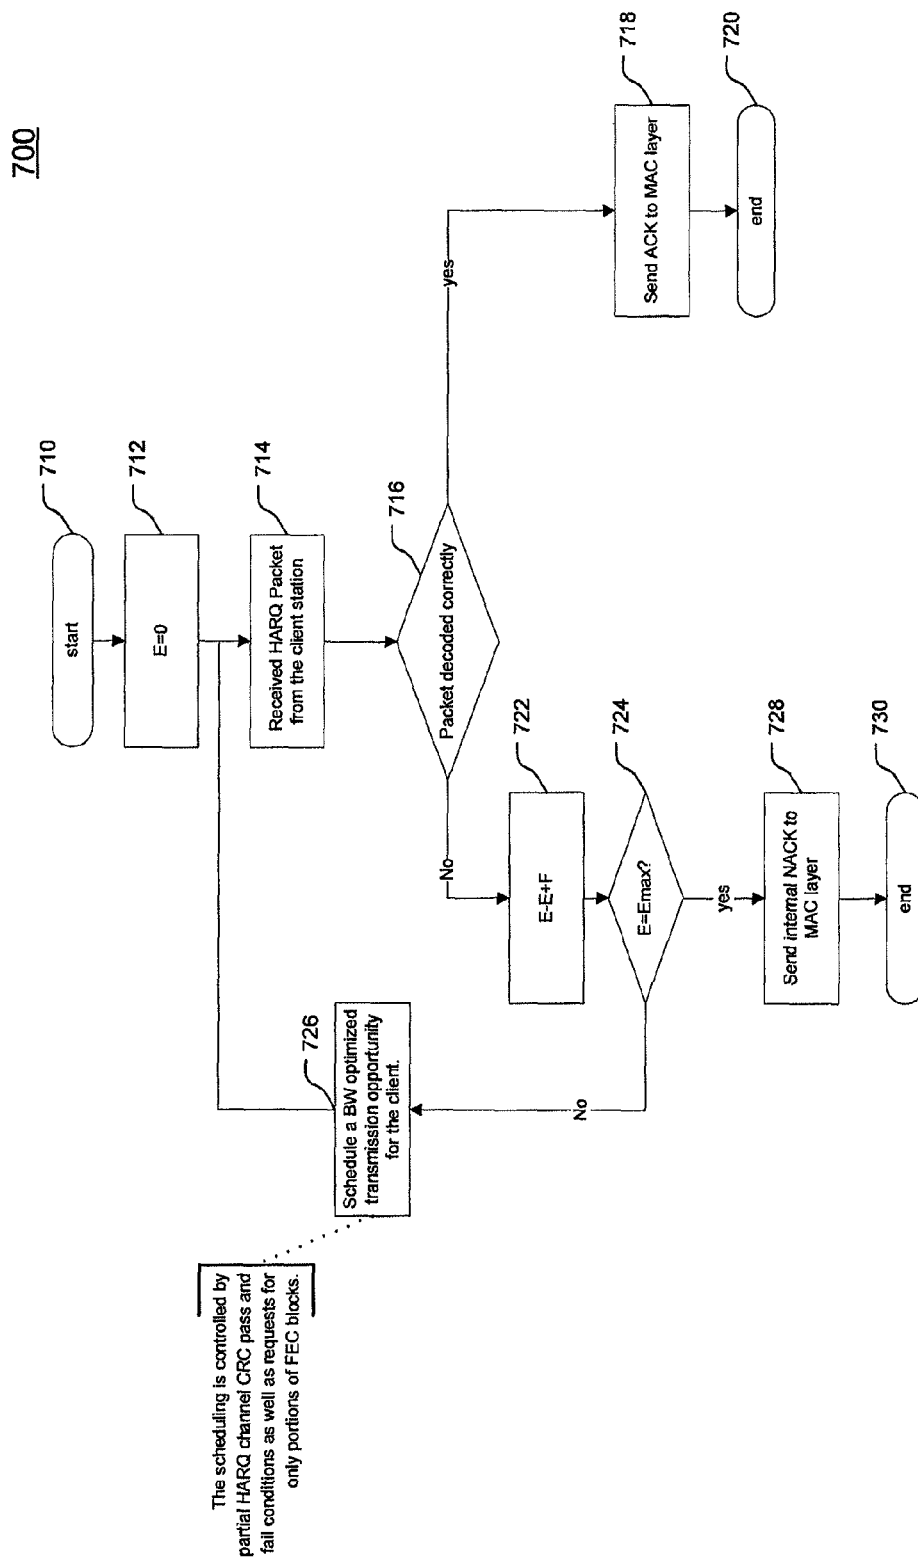 700
710
start
712
E=0
714
Received HARQ Packet
from the client station
716
Packet decoded correctly
yes
718
Send ACK to MAC layer
720
end
No
722
E-E+F
724
E=Emax?
yes
728
Send internal NACK to
MAC layer
730
end
No
726
Schedule a BW optimized
transmission opportunity
for the client.
The scheduling is controlled by
partial HARQ channel CRC pass and
fail conditions as well as requests for
only portions of FEC blocks.